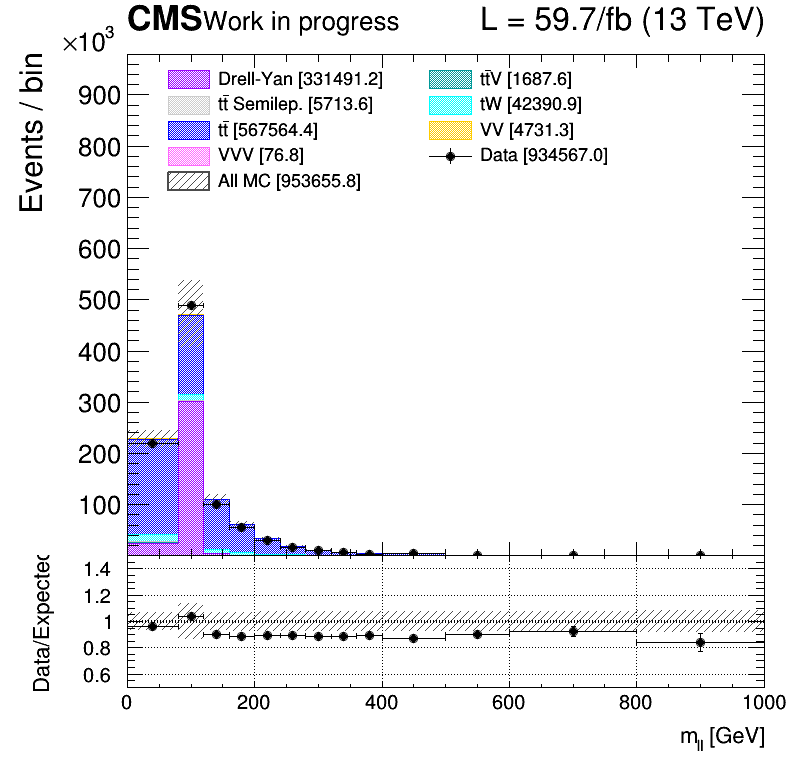 CMS Work in progress L = 59.7/fb (13 TeV)
×10³
Events / bin
Drell-Yan [331491.2]
tt̄ Semilep. [5713.6]
tt̄ [567564.4]
VVV [76.8]
All MC [953655.8]
tt̄V [1687.6]
tW [42390.9]
VV [4731.3]
Data [934567.0]
900
800
700
600
500
400
300
200
100
Data/Expected
1.4
1.2
1
0.8
0.6
0 200 400 600 800 1000
m_ll [GeV]